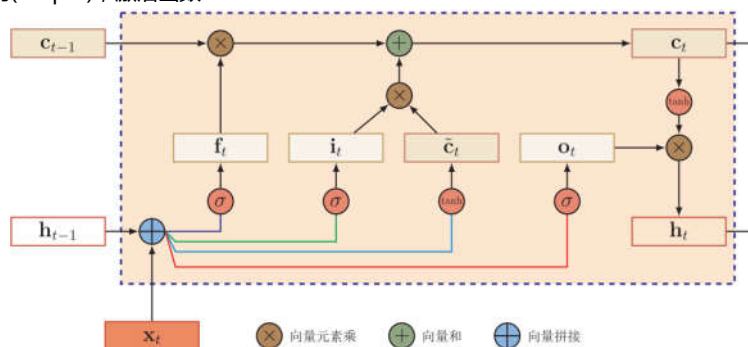 c_{t-1} × + c_t
tanh
×
f_t i_t c̃_t o_t ×
σ σ tanh σ
h_{t-1} h_t
x_t × 向量元素乘 + 向量和 向量拼接